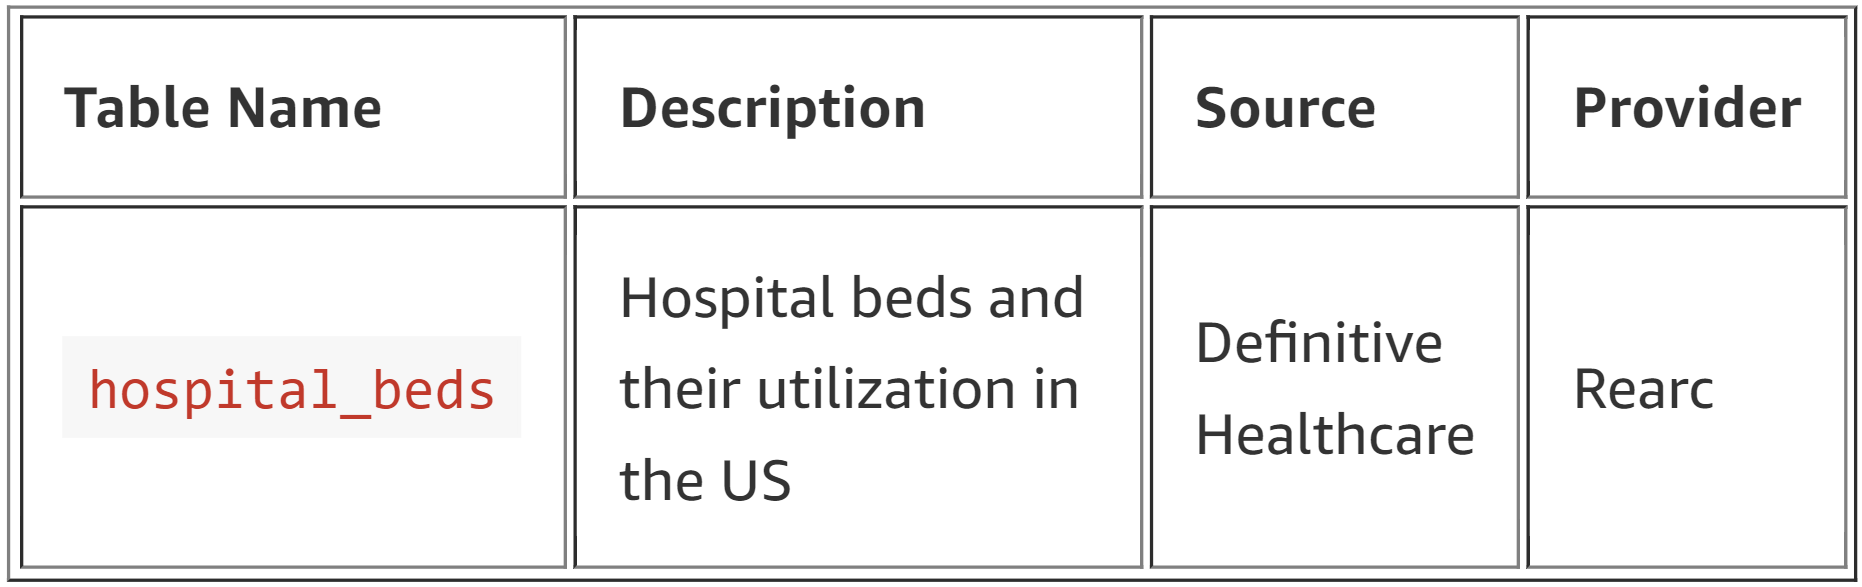 Table Name Description Source Provider
hospital_beds
Hospital beds and
their utilization in
the US
Definitive
Healthcare
Rearc